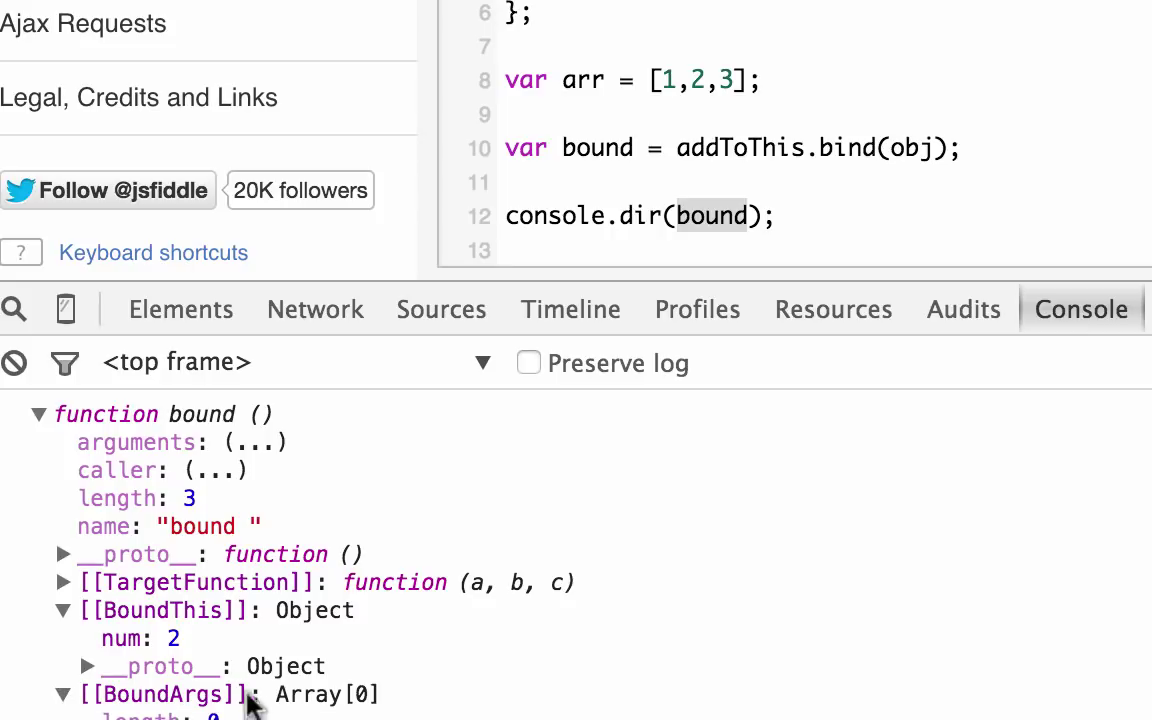 Ajax Requests
Legal, Credits and Links
Follow @jsfiddle 20K followers
? Keyboard shortcuts
6 };
7
8 var arr = [1,2,3];
9
10 var bound = addToThis.bind(obj);
11
12 console.dir(bound);
13
Elements Network Sources Timeline Profiles Resources Audits Console
<top frame> ▼ Preserve log
▼ function bound ()
arguments: (...)
caller: (...)
length: 3
name: "bound "
▶ __proto__: function ()
▶ [[TargetFunction]]: function (a, b, c)
▼ [[BoundThis]]: Object
num: 2
▶ __proto__: Object
▼ [[BoundArgs]]: Array[0]
length: 0